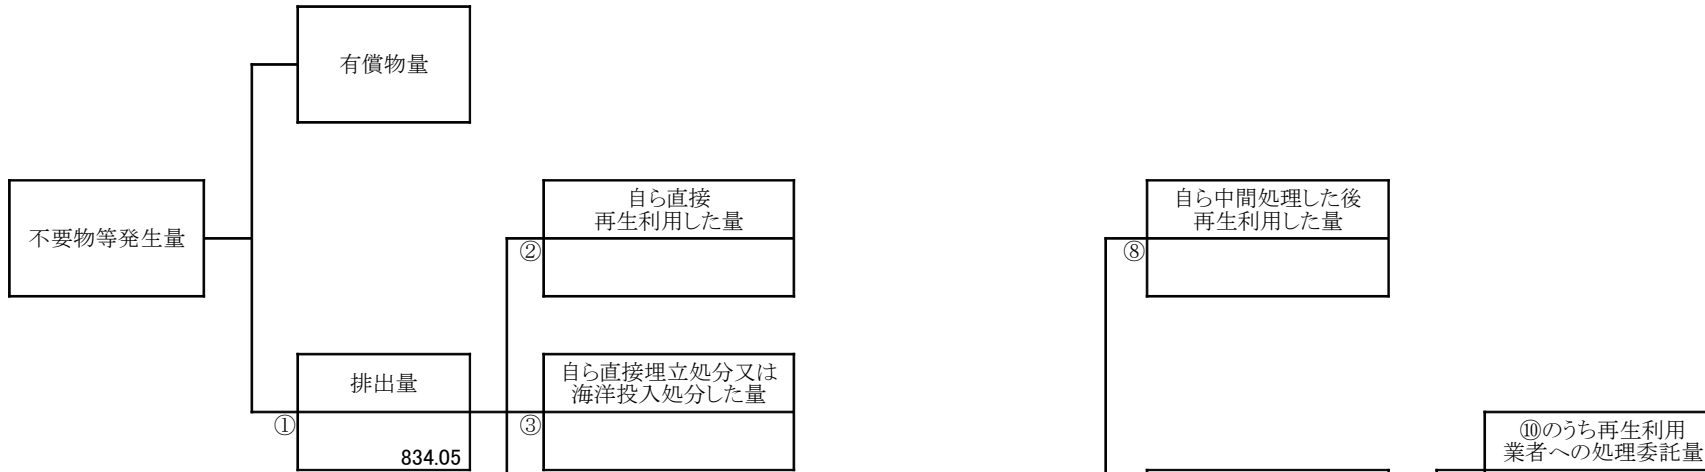 有償物量
不要物等発生量
自ら直接
再生利用した量
②
自ら中間処理した後
再生利用した量
⑧
排出量
①
834.05
自ら直接埋立処分又は
海洋投入処分した量
③
⑩のうち再生利用
業者への処理委託量